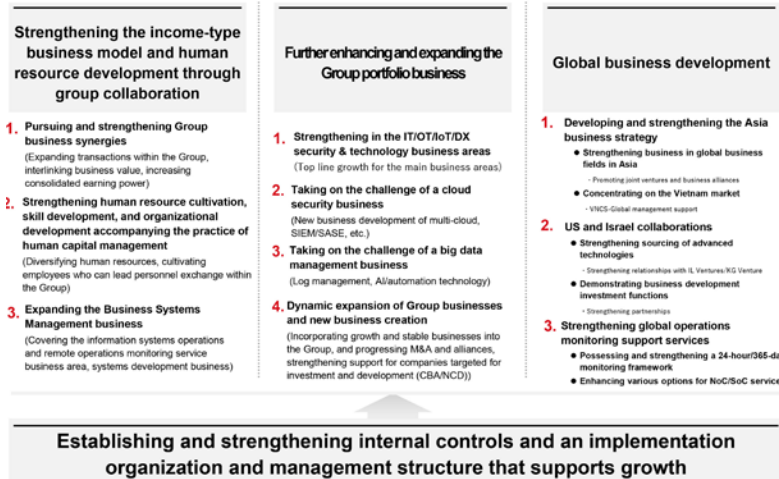 Strengthening the income-type
business model and human
resource development through
group collaboration
1. Pursuing and strengthening Group
business synergies
(Expanding transactions within the Group,
interlinking business value, increasing
consolidated earning power)
2. Strengthening human resource cultivation,
skill development, and organizational
development accompanying the practice of
human capital management
(Diversifying human resources, cultivating
employees who can lead personnel exchange within
the Group)
3. Expanding the Business Systems
Management business
(Covering the information systems operations
and remote operations monitoring service
business area, systems development business)
Further enhancing and expanding the
Group portfolio business
1. Strengthening in the IT/OT/IoT/DX
security & technology business areas
(Top line growth for the main business areas)
2. Taking on the challenge of a cloud
security business
(New business development of multi-cloud,
SIEM/SASE, etc.)
3. Taking on the challenge of a big data
management business
(Log management, AI/automation technology)
4. Dynamic expansion of Group businesses
and new business creation
(Incorporating growth and stable businesses into
the Group, and progressing M&A and alliances,
strengthening support for companies targeted for
investment and development (CBA/NCD))
Global business development
1. Developing and strengthening the Asia
business strategy
● Strengthening business in global business
fields in Asia
- Promoting joint ventures and business alliances
● Concentrating on the Vietnam market
- VNCS-Global management support
2. US and Israel collaborations
● Strengthening sourcing of advanced
technologies
- Strengthening relationships with IL Ventures/KG Venture
● Demonstrating business development
investment functions
- Strengthening partnerships
3. Strengthening global operations
monitoring support services
● Possessing and strengthening a 24-hour/365-da
monitoring framework
● Enhancing various options for NoC/SoC service
Establishing and strengthening internal controls and an implementation
organization and management structure that supports growth